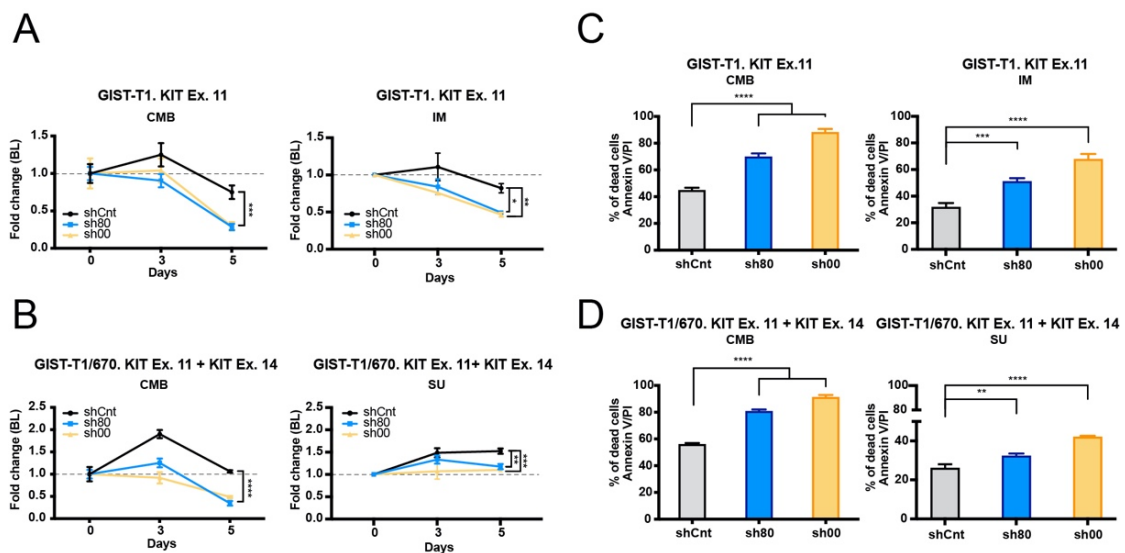 A
GIST-T1. KIT Ex. 11
CMB
Fold change (BL)
1.5
1.0
0.5
0.0
shCnt
sh80
sh00
***
0
3
5
Days
GIST-T1. KIT Ex. 11
IM
Fold change (BL)
1.5
1.0
0.5
0.0
shCnt
sh80
sh00
*
**
0
3
5
Days
B
GIST-T1/670. KIT Ex. 11 + KIT Ex. 14
CMB
Fold change (BL)
2.5
2.0
1.5
1.0
0.5
0.0
shCnt
sh80
sh00
****
0
3
5
Days
GIST-T1/670. KIT Ex. 11+ KIT Ex. 14
SU
Fold change (BL)
2.5
2.0
1.5
1.0
0.5
0.0
shCnt
sh80
sh00
**
***
0
3
5
Days
C
GIST-T1. KIT Ex.11
CMB
% of dead cells
Annexin V/PI
100
80
60
40
20
0
****
shCnt
sh80
sh00
GIST-T1. KIT Ex.11
IM
% of dead cells
Annexin V/PI
100
80
60
40
20
0
****
***
shCnt
sh80
sh00
D
GIST-T1/670. KIT Ex. 11 + KIT Ex. 14
CMB
% of dead cells
Annexin V/PI
100
80
60
40
20
0
****
shCnt
sh80
sh00
GIST-T1/670. KIT Ex. 11 + KIT Ex. 14
SU
% of dead cells
Annexin V/PI
100
80
40
20
0
****
**
shCnt
sh80
sh00